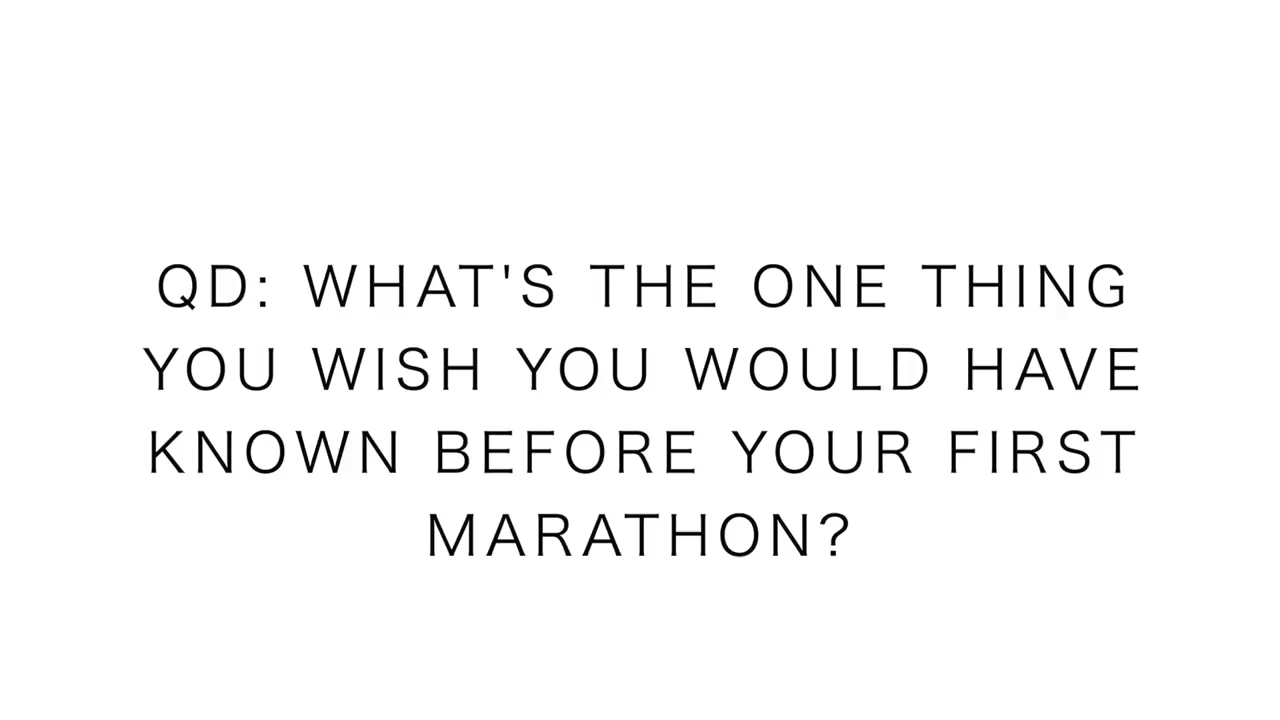 QD: WHAT'S THE ONE THING
YOU WISH YOU WOULD HAVE
KNOWN BEFORE YOUR FIRST
MARATHON?